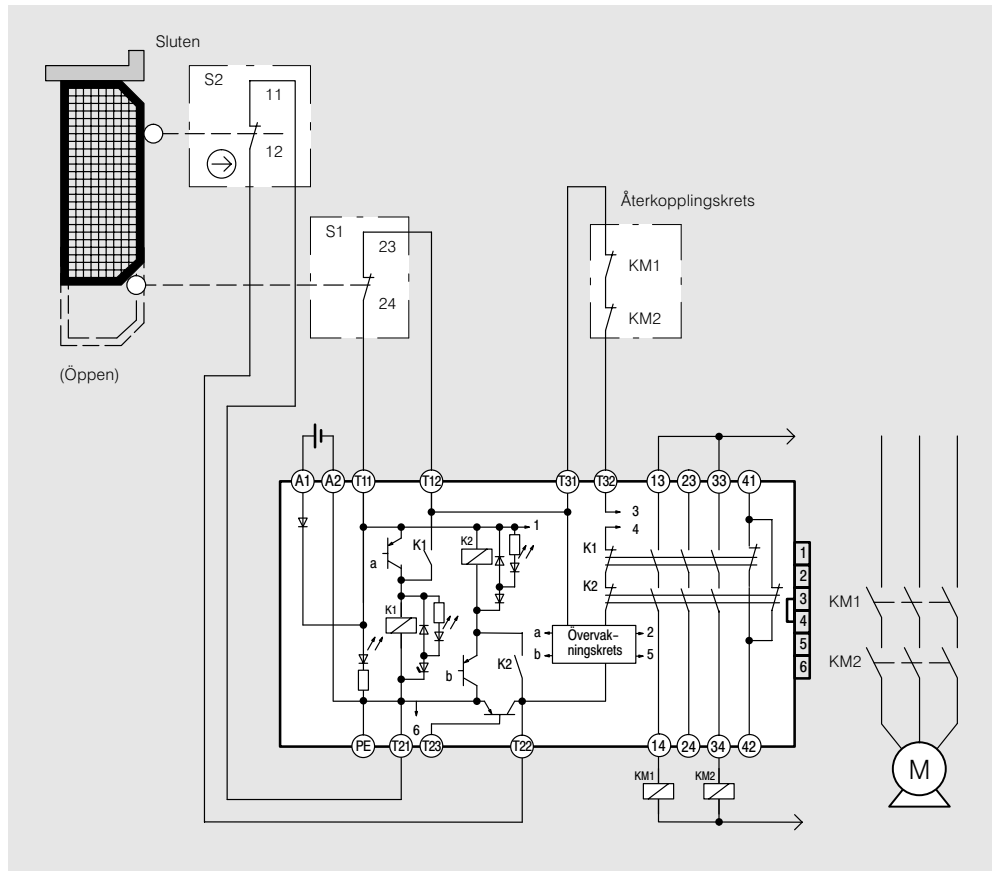 Sluten
S2
11
12
S1
23
24
Återkopplingskrets
KM1
KM2
(Öppen)
A1 A2 T11 T12 T31 T32 13 23 33 41
3
4
1
K1
K2
a
K1
K1
K2
1
2
3
4
5
6
KM1
KM2
Övervak-
ningskrets
a
b
2
5
b
K2
6
PE T21 T23 T22 14 24 34 42
KM1
KM2
M